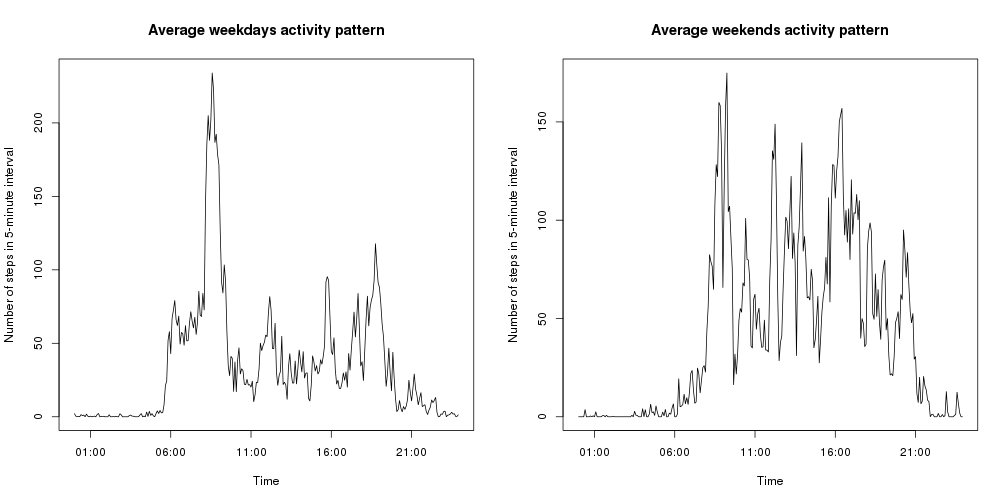 Average weekdays activity pattern
Number of steps in 5-minute interval
200
150
100
50
0
01:00 06:00 11:00 16:00 21:00
Time
Average weekends activity pattern
Number of steps in 5-minute interval
150
100
50
0
01:00 06:00 11:00 16:00 21:00
Time